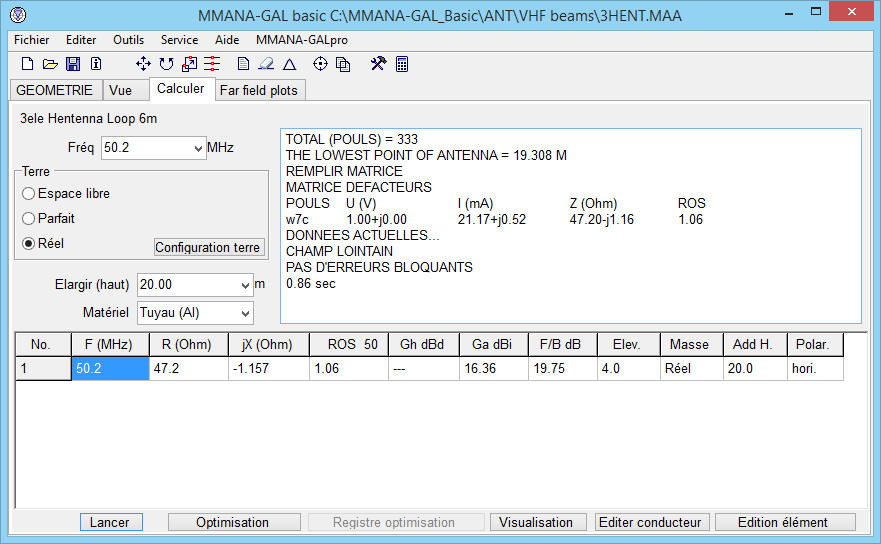 MMANA-GAL basic C:\MMANA-GAL_Basic\ANT\VHF beams\3HENT.MAA
Fichier Editer Outils Service Aide MMANA-GALpro
GEOMETRIE Vue Calculer Far field plots
3ele Hentenna Loop 6m
Fréq 50.2 MHz
Terre
Espace libre
Parfait
Réel Configuration terre
Elargir (haut) 20.00 m
Matériel Tuyau (Al)
TOTAL (POULS) = 333
THE LOWEST POINT OF ANTENNA = 19.308 M
REMPLIR MATRICE
MATRICE DEFACTEURS
POULS U (V) I (mA) Z (Ohm) ROS
w7c 1.00+j0.00 21.17+j0.52 47.20-j1.16 1.06
DONNEES ACTUELLES...
CHAMP LOINTAIN
PAS D'ERREURS BLOQUANTS
0.86 sec
No. F (MHz) R (Ohm) jX (Ohm) ROS 50 Gh dBd Ga dBi F/B dB Elev. Masse Add H. Polar.
1 50.2 47.2 -1.157 1.06 --- 16.36 19.75 4.0 Réel 20.0 hori.
Lancer Optimisation Registre optimisation Visualisation Editer conducteur Edition élément